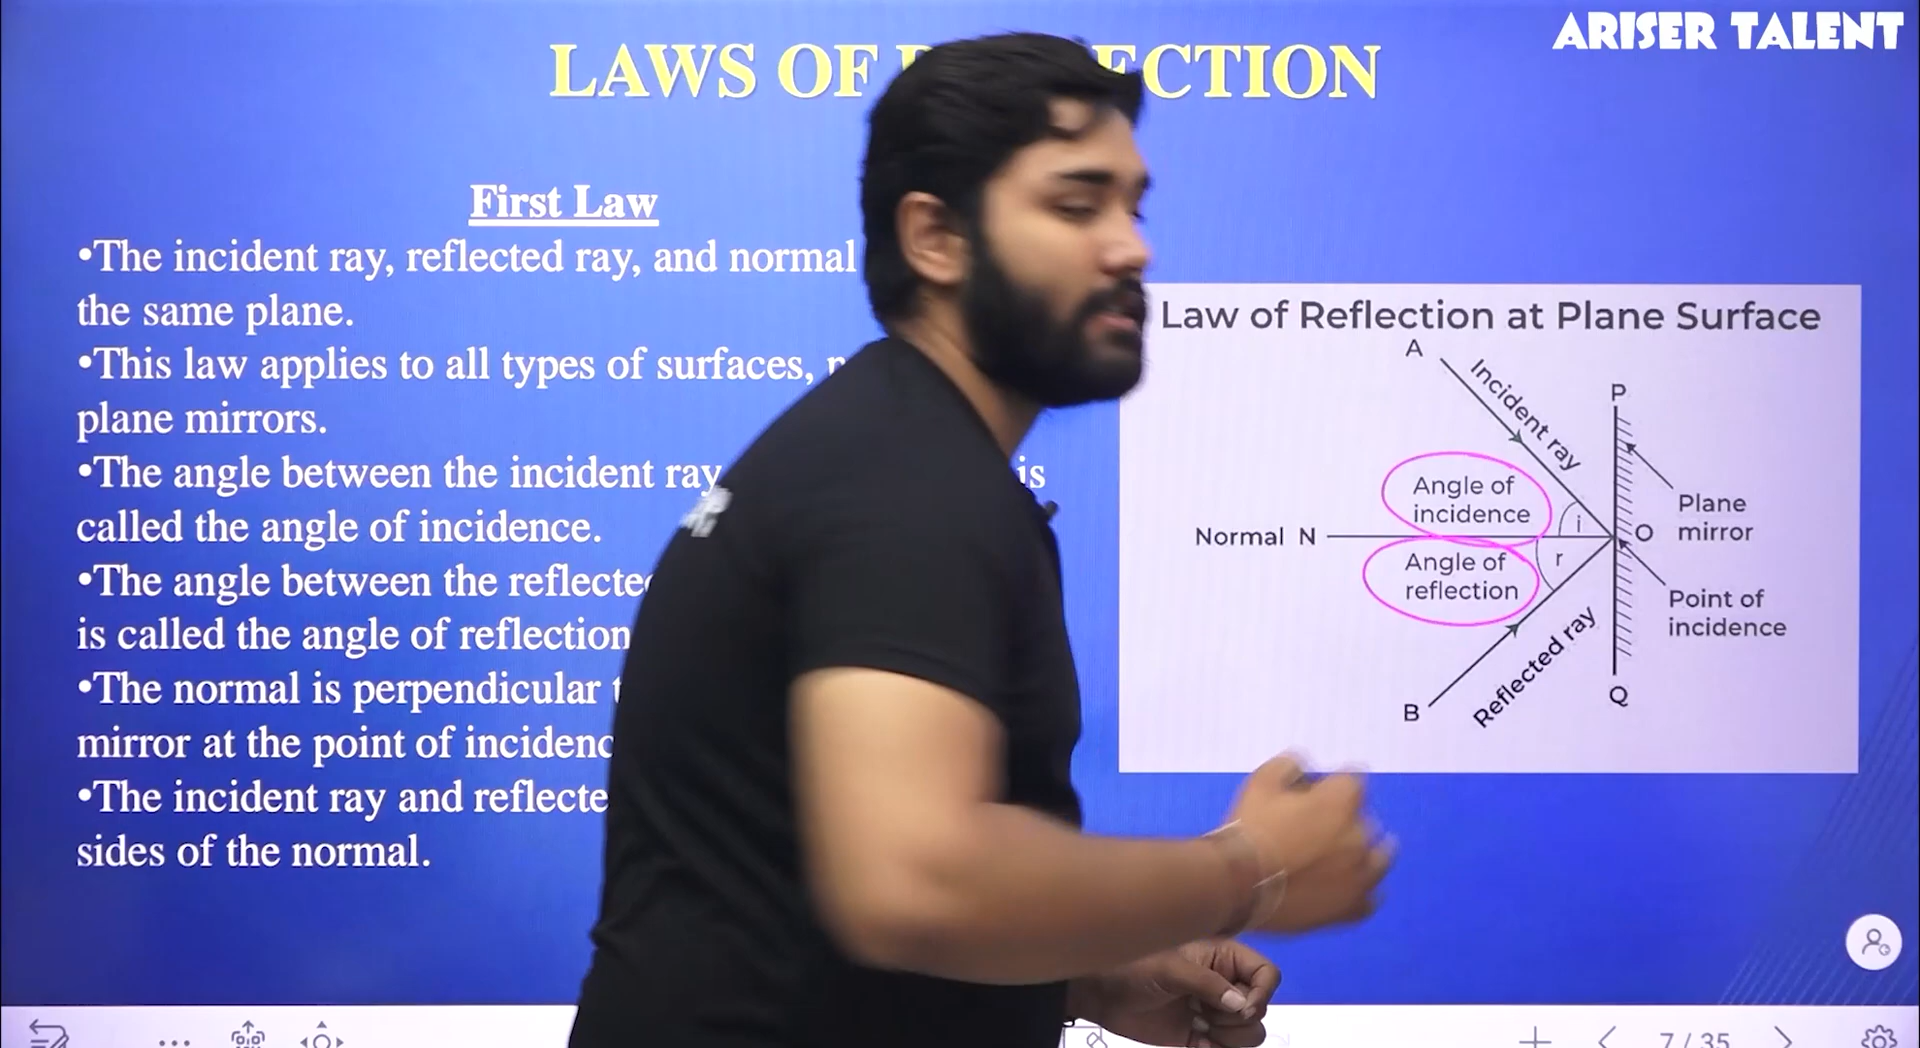 ARISER TALENT
LAWS OF ECTION
First Law
•The incident ray, reflected ray, and normal
the same plane.
•This law applies to all types of surfaces,
plane mirrors.
•The angle between the incident ray is
called the angle of incidence.
•The angle between the reflecte
is called the angle of reflection
•The normal is perpendicular
mirror at the point of incidenc
•The incident ray and reflecte
sides of the normal.
Law of Reflection at Plane Surface
A
Incident ray
P
Angle of
incidence
i
Plane
mirror
Normal N
O
Angle of
reflection
r
Point of
incidence
Reflected ray
B
Q
7 / 35